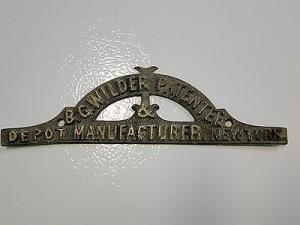 B.G. WILDER PATENTEE
&
DEPOT MANUFACTURER NEW YORK